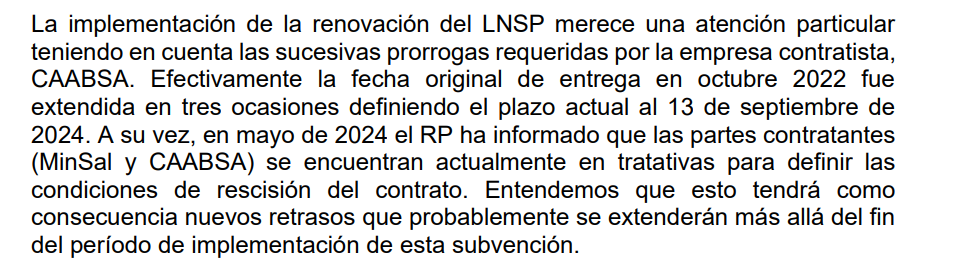 La implementación de la renovación del LNSP merece una atención particular
teniendo en cuenta las sucesivas prorrogas requeridas por la empresa contratista,
CAABSA. Efectivamente la fecha original de entrega en octubre 2022 fue
extendida en tres ocasiones definiendo el plazo actual al 13 de septiembre de
2024. A su vez, en mayo de 2024 el RP ha informado que las partes contratantes
(MinSal y CAABSA) se encuentran actualmente en tratativas para definir las
condiciones de rescisión del contrato. Entendemos que esto tendrá como
consecuencia nuevos retrasos que probablemente se extenderán más allá del fin
del período de implementación de esta subvención.